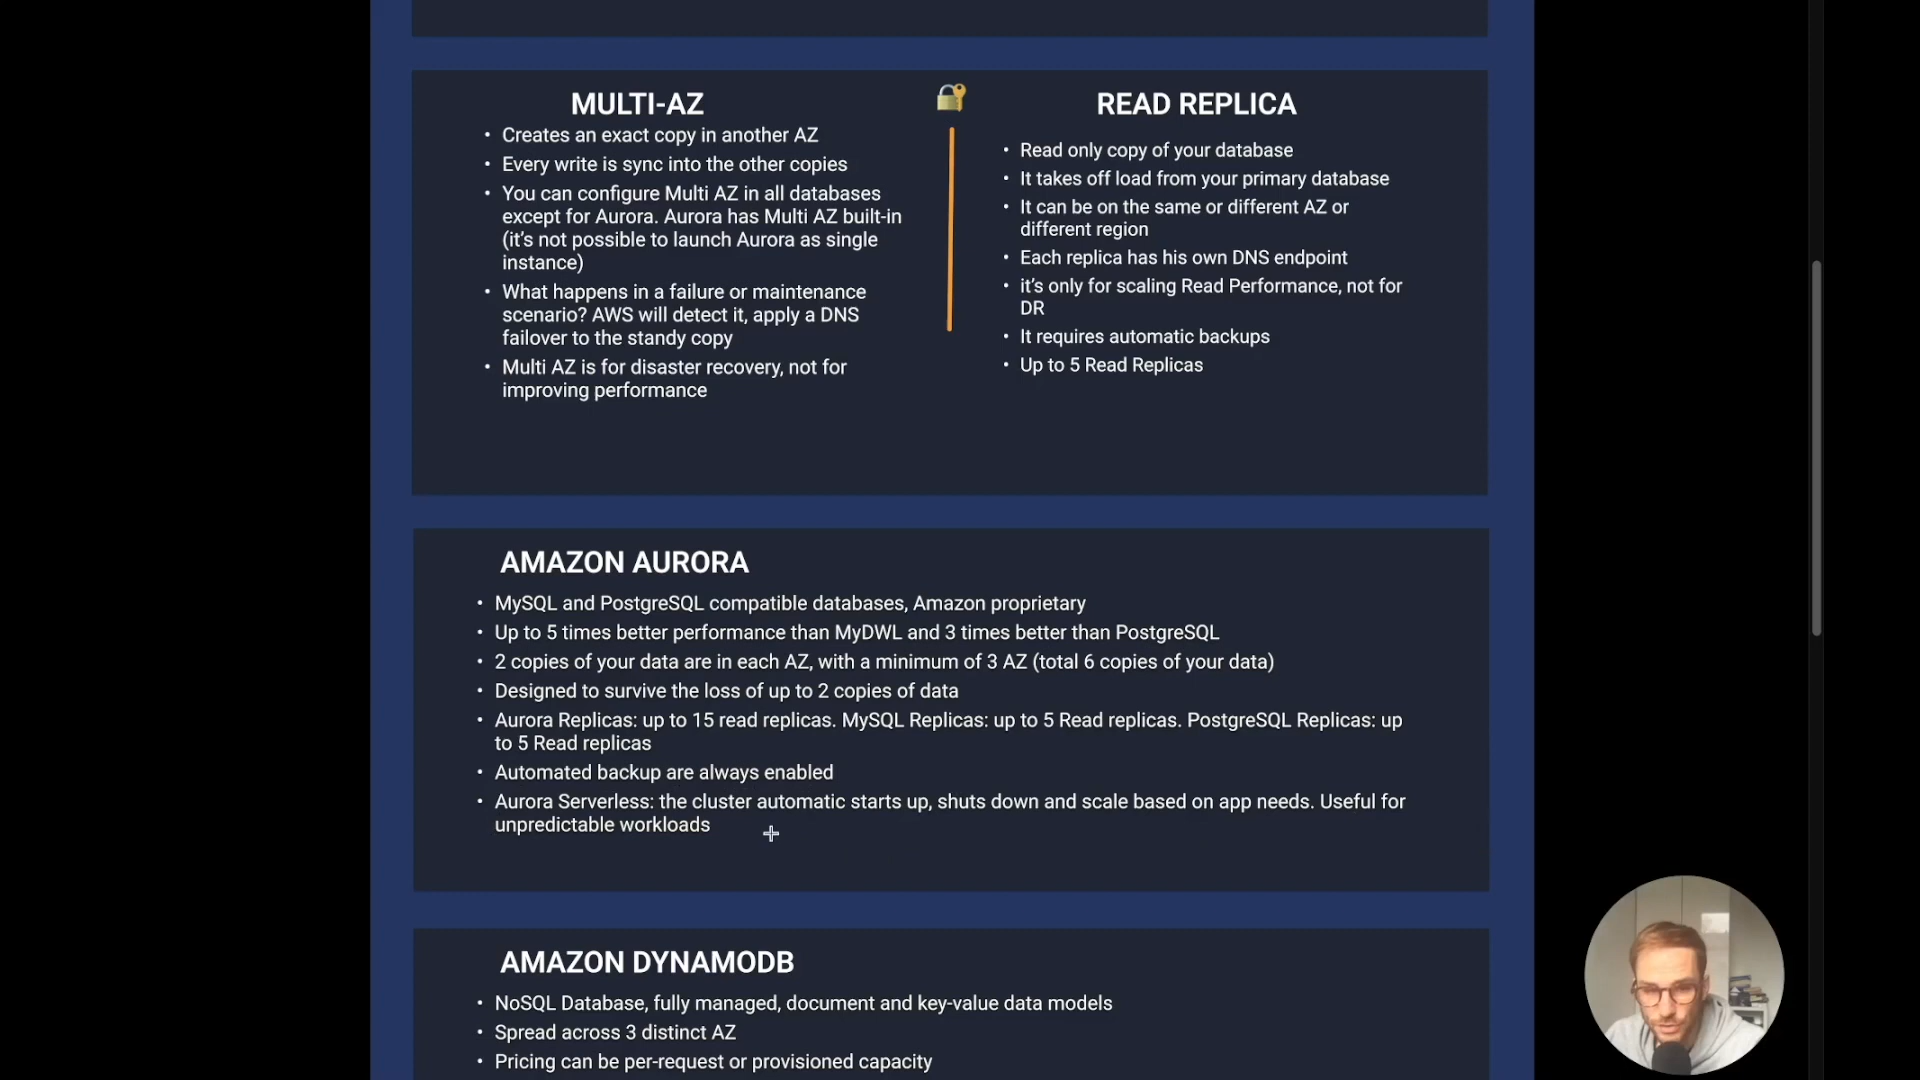 MULTI-AZ
• Creates an exact copy in another AZ
• Every write is sync into the other copies
• You can configure Multi AZ in all databases
except for Aurora. Aurora has Multi AZ built-in
(it’s not possible to launch Aurora as single
instance)
• What happens in a failure or maintenance
scenario? AWS will detect it, apply a DNS
failover to the standy copy
• Multi AZ is for disaster recovery, not for
improving performance
READ REPLICA
• Read only copy of your database
• It takes off load from your primary database
• It can be on the same or different AZ or
different region
• Each replica has his own DNS endpoint
• it’s only for scaling Read Performance, not for
DR
• It requires automatic backups
• Up to 5 Read Replicas
AMAZON AURORA
• MySQL and PostgreSQL compatible databases, Amazon proprietary
• Up to 5 times better performance than MyDWL and 3 times better than PostgreSQL
• 2 copies of your data are in each AZ, with a minimum of 3 AZ (total 6 copies of your data)
• Designed to survive the loss of up to 2 copies of data
• Aurora Replicas: up to 15 read replicas. MySQL Replicas: up to 5 Read replicas. PostgreSQL Replicas: up
to 5 Read replicas
• Automated backup are always enabled
• Aurora Serverless: the cluster automatic starts up, shuts down and scale based on app needs. Useful for
unpredictable workloads
AMAZON DYNAMODB
• NoSQL Database, fully managed, document and key-value data models
• Spread across 3 distinct AZ
• Pricing can be per-request or provisioned capacity